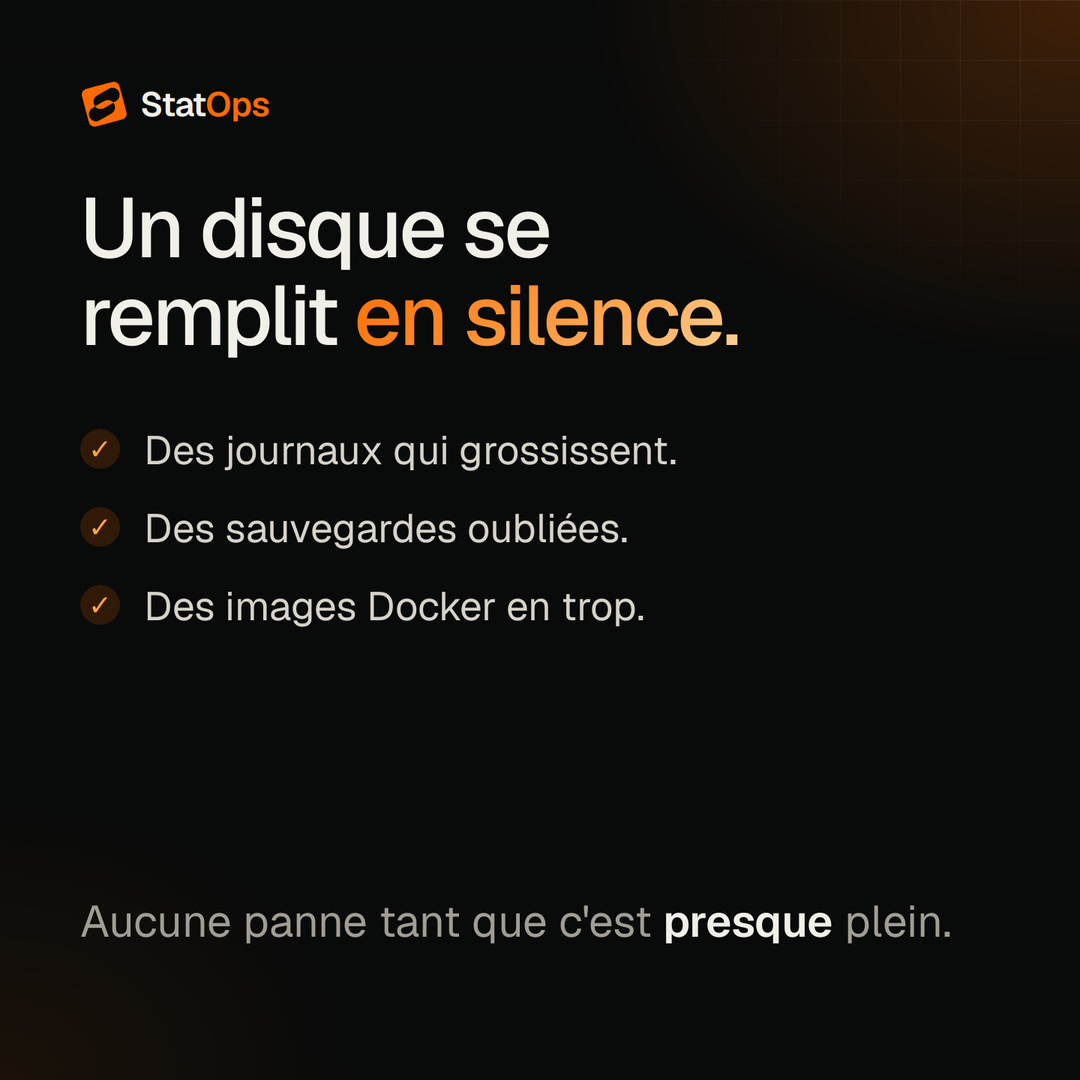 StatOps
Un disque se
remplit en silence.
✓ Des journaux qui grossissent.
✓ Des sauvegardes oubliées.
✓ Des images Docker en trop.
Aucune panne tant que c'est presque plein.